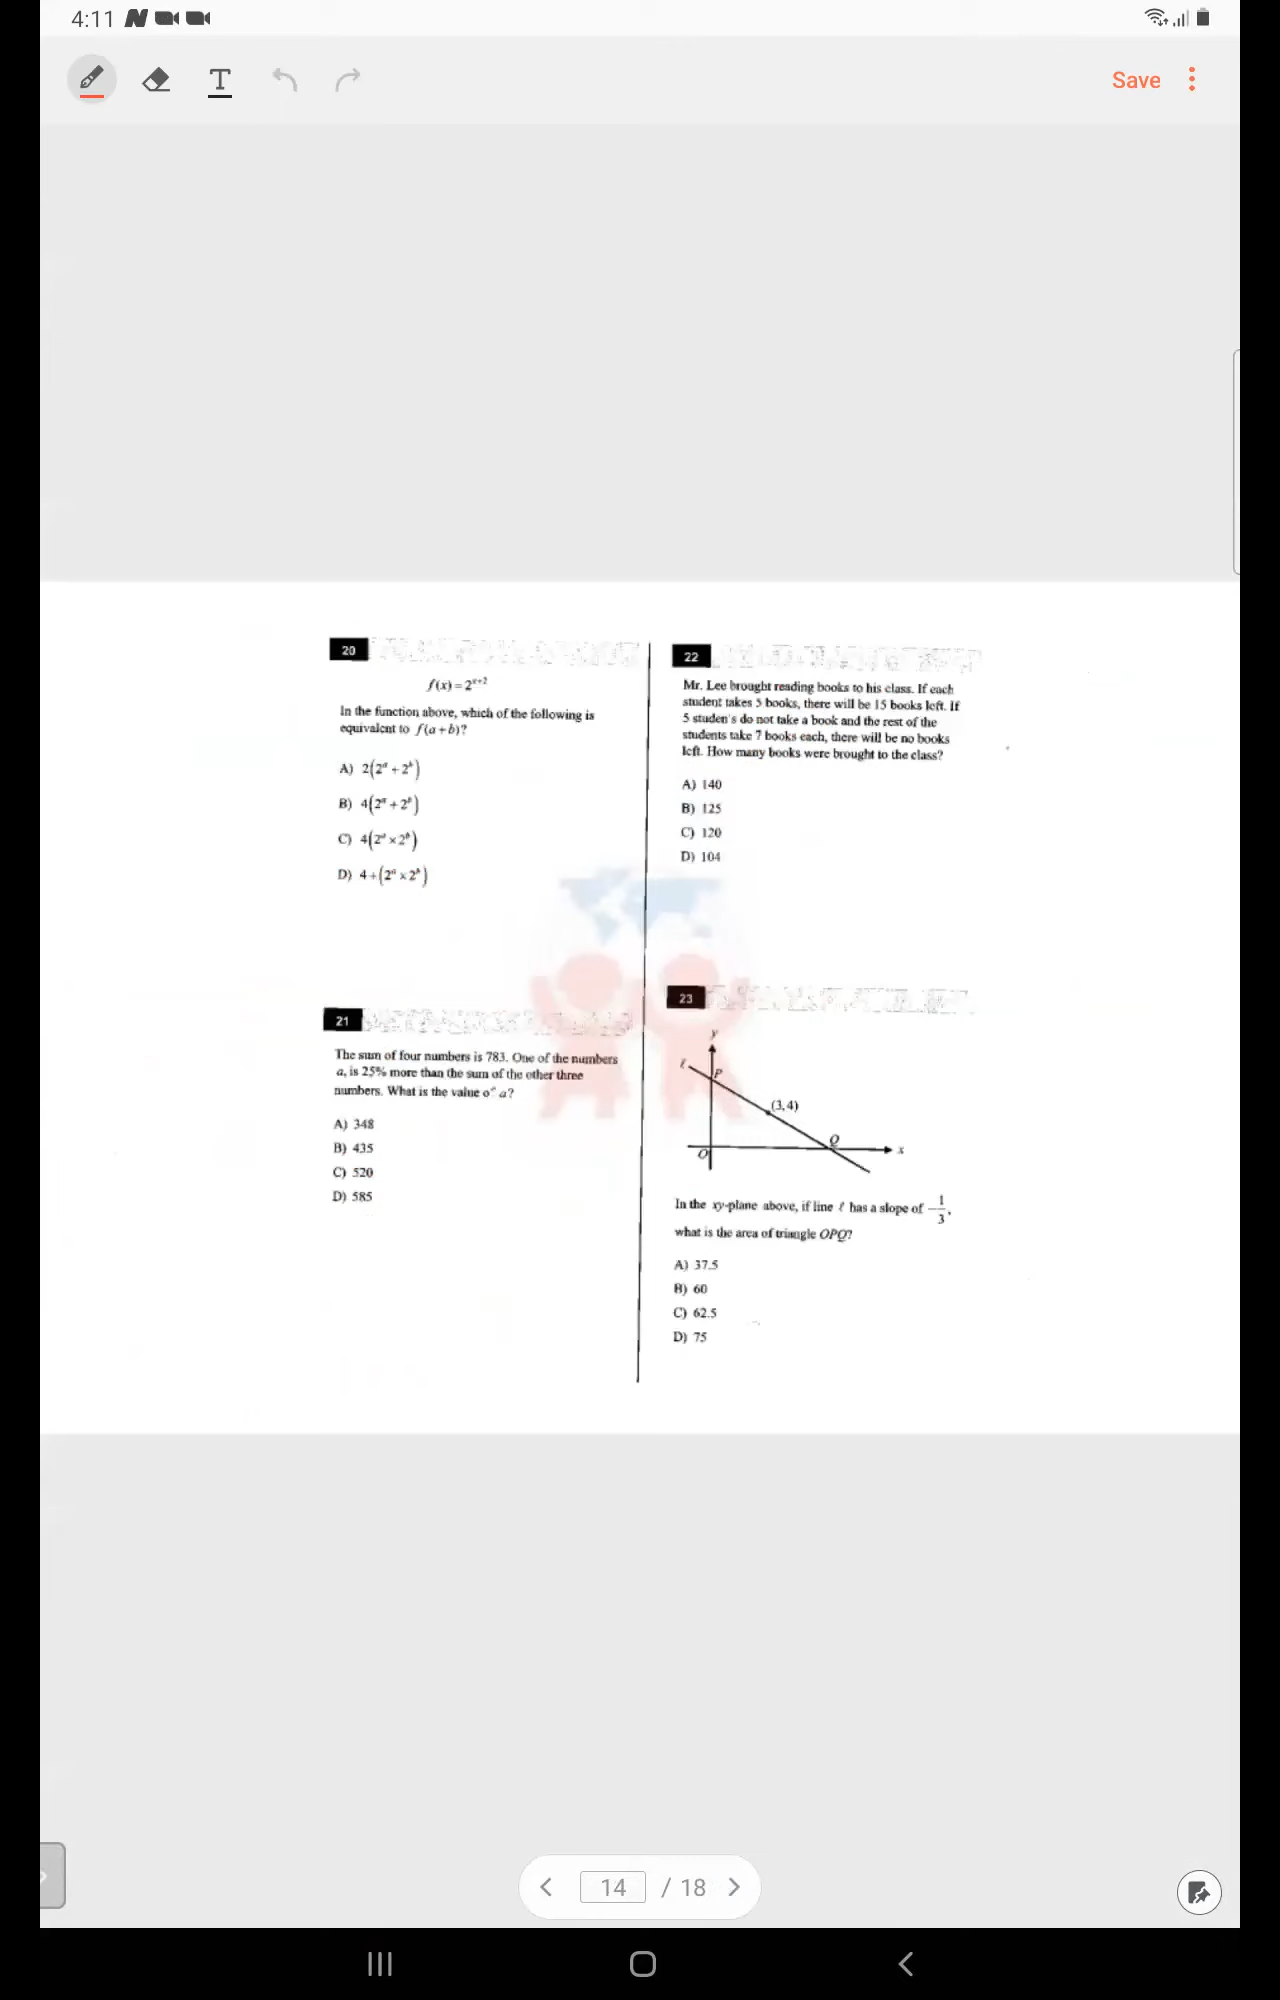 4:11
Save
20
f(x) = 2^{x+2}
In the function above, which of the following is
equivalent to f(a+b)?
A) 2(2^a + 2^b)
B) 4(2^a + 2^b)
C) 4(2^a × 2^b)
D) 4+(2^a × 2^b)
21
The sum of four numbers is 783. One of the numbers
a, is 25% more than the sum of the other three
numbers. What is the value of a?
A) 348
B) 435
C) 520
D) 585
22
Mr. Lee brought reading books to his class. If each
student takes 5 books, there will be 15 books left. If
5 studen's do not take a book and the rest of the
students take 7 books each, there will be no books
left. How many books were brought to the class?
A) 140
B) 125
C) 120
D) 104
23
y
ℓ
P
(3,4)
Q
O
x
In the xy-plane above, if line ℓ has a slope of -1/3,
what is the area of triangle OPQ?
A) 37.5
B) 60
C) 62.5
D) 75
14 / 18